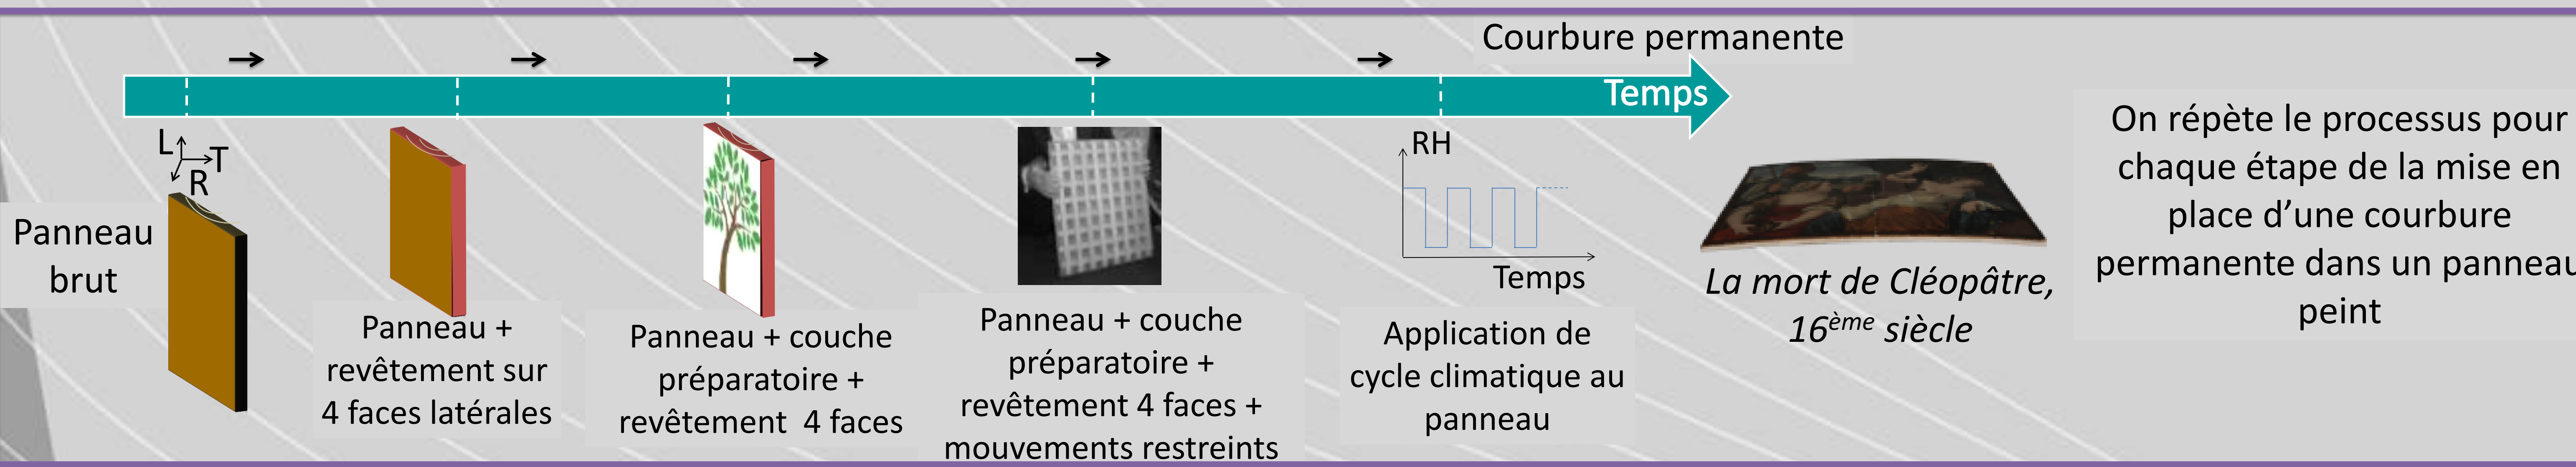 Courbure permanente
Temps
L
T
R
Panneau
brut
Panneau +
revêtement sur
4 faces latérales
Panneau + couche
préparatoire +
revêtement 4 faces
Panneau + couche
préparatoire +
revêtement 4 faces +
mouvements restreints
RH
Temps
Application de
cycle climatique au
panneau
La mort de Cléopâtre,
16ème siècle
On répète le processus pour
chaque étape de la mise en
place d’une courbure
permanente dans un panneau
peint